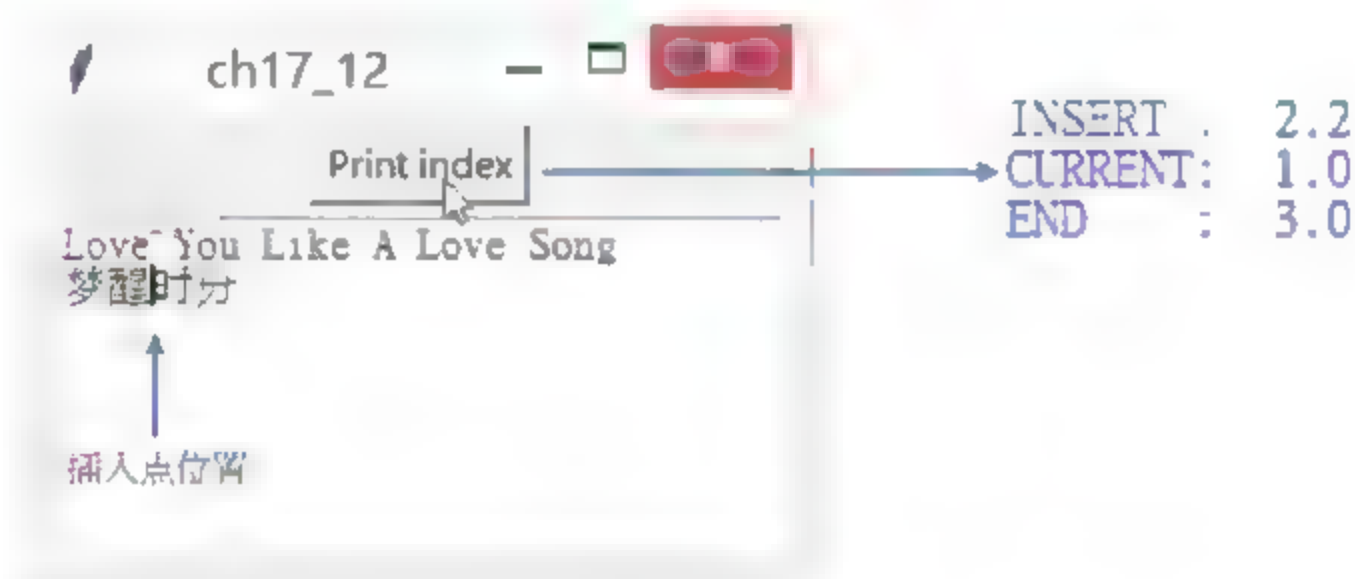 ch17_12
Print index
INSERT : 2.2
CURRENT: 1.0
END : 3.0
Love You Like A Love Song
梦醒时分
插入点位置